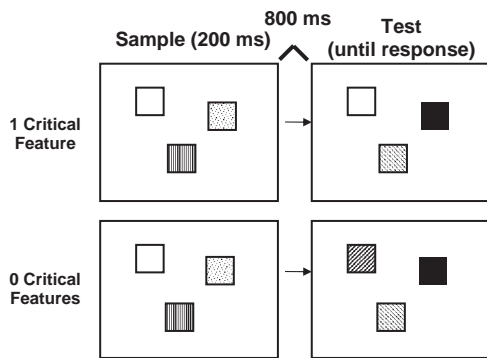 800 ms
Sample (200 ms)
Test
(until response)
1 Critical
Feature
0 Critical
Features